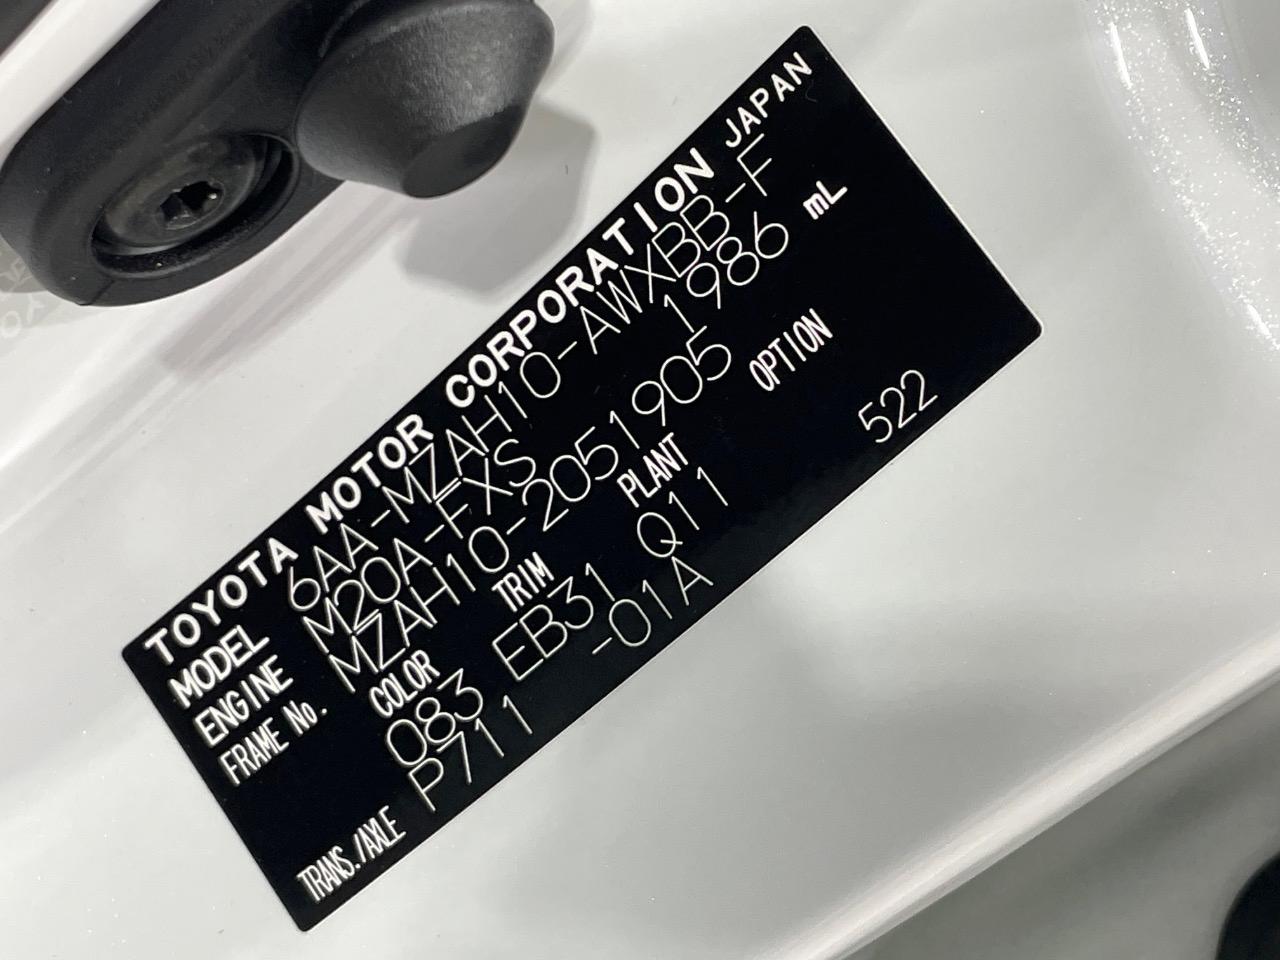 TOYOTA MOTOR CORPORATION JAPAN
MODEL 6AA-MZAH10-AWXBB-F
ENGINE M20A-FXS 1986 mL
FRAME No. MZAH10-2051905
COLOR TRIM PLANT OPTION
083 EB31 Q11 522
TRANS./AXLE P711 -01A